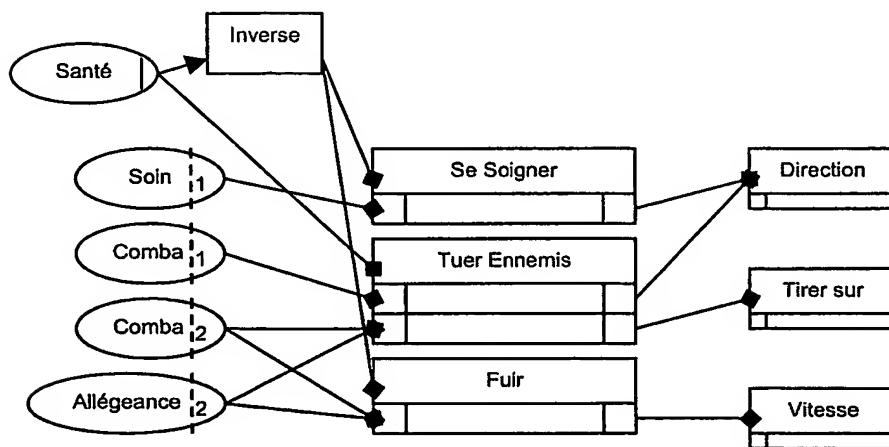 Inverse
Santé
Soin 1
Se Soigner
Direction
Comba 1
Tuer Ennemis
Tirer sur
Comba 2
Fuir
Allégeance 2
Vitesse